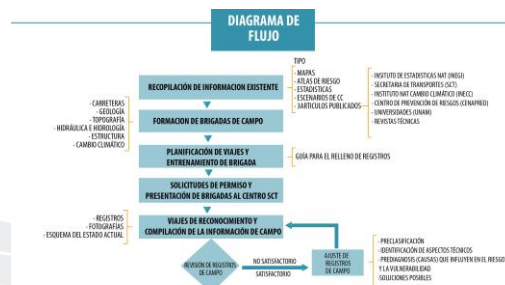 DIAGRAMA DE
FLUJO
TIPO
- MAPAS
- ATLAS DE RIESGO
- ESTADISTICAS
- ESCENARIOS DE CC
- 3ARTICULOS PUBLICADOS
- INSITUTO DE ESTADISTICAS NAT (INEGI)
- SECRETARIA DE TRANSPORTES (SCT)
- INSTITUTO NAT CAMBIO CLIMÁTICO (INECC)
- CENTRO DE PREVENCIÓN DE RIESGOS (CENAPRED)
- UNIVERSIDADES (UNAM)
- REVISTAS TÉCNICAS
RECOPILACIÓN DE INFORMACION EXISTENTE
- CARRETERAS
- GEOLOGÍA
- TOPOGRAFÍA
- HIDRÁULICA E HIDROLOGÍA
- ESTRUCTURA
- CAMBIO CLIMÁTICO
FORMACION DE BRIGADAS DE CAMPO
PLANIFICACIÓN DE VIAJES Y
ENTRENAMIENTO DE BRIGADA
- GUÍA PARA EL RELLENO DE REGISTROS
SOLICITUDES DE PERMISO Y
PRESENTACIÓN DE BRIGADAS AL CENTRO SCT
- REGISTROS
- FOTOGRAFÍAS
- ESQUEMA DEL ESTADO ACTUAL
VIAJES DE RECONOCIMIENTO Y
COMPILACIÓN DE LA INFORMACIÓN DE CAMPO
REVISIÓN DE REGISTROS
DE CAMPO
NO SATISFACTORIO
SATISFACTORIO
AJUSTE DE
REGISTROS
DE CAMPO
- PRECLASIFICACIÓN
- IDENTIFICACIÓN DE ASPECTOS TÉCNICOS
- PREDIAGNOSIS (CAUSAS) QUE INFLUYEN EN EL RIESGO
Y LA VULNERABILIDAD
- SOLUCIONES POSIBLES